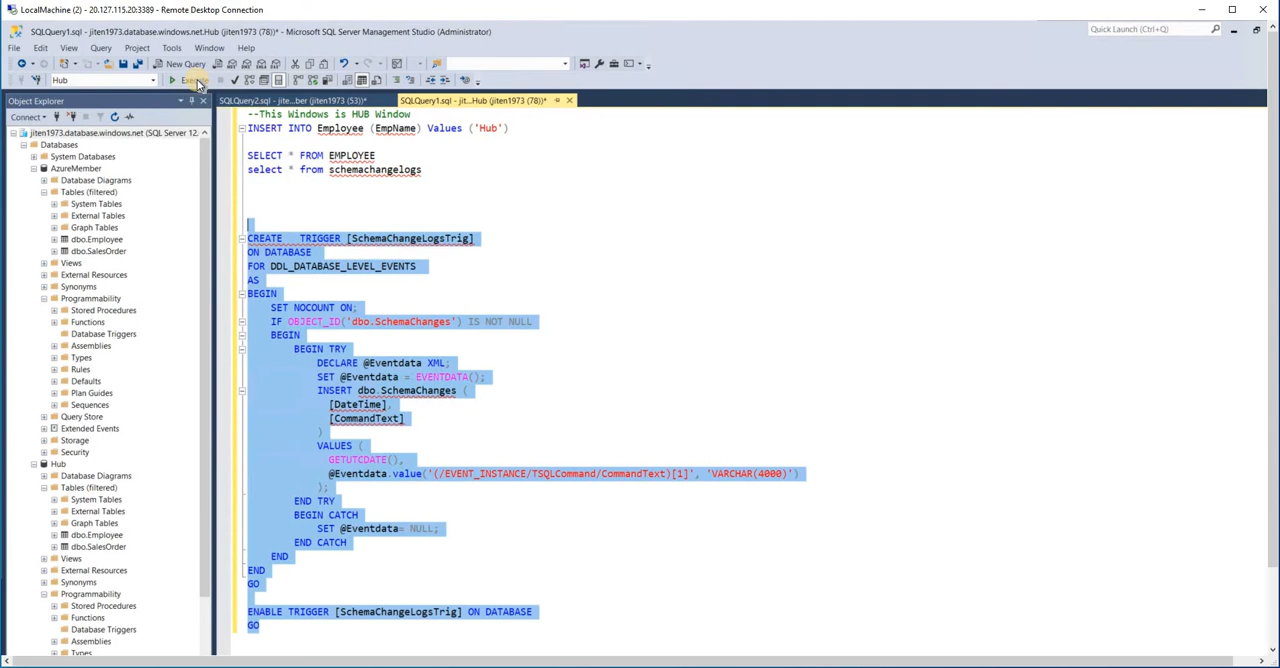 LocalMachine (2) - 20.127.115.20:3389 - Remote Desktop Connection
SQLQuery1.sql - jiten1973.database.windows.net.Hub (jiten1973 (78))* - Microsoft SQL Server Management Studio (Administrator)
Quick Launch (Ctrl+Q)
File Edit View Query Project Tools Window Help
New Query
Hub
Execute
Object Explorer
SQLQuery2.sql - jit...ber (jiten1973 (53))*
SQLQuery1.sql - jit...Hub (jiten1973 (78))*
Connect
jiten1973.database.windows.net (SQL Server 12.
Databases
System Databases
AzureMember
Database Diagrams
Tables (filtered)
System Tables
External Tables
Graph Tables
dbo.Employee
dbo.SalesOrder
Views
External Resources
Synonyms
Programmability
Stored Procedures
Functions
Database Triggers
Assemblies
Types
Rules
Defaults
Plan Guides
Sequences
Query Store
Extended Events
Storage
Security
Hub
Database Diagrams
Tables (filtered)
System Tables
External Tables
Graph Tables
dbo.Employee
dbo.SalesOrder
Views
External Resources
Synonyms
Programmability
Stored Procedures
Functions
Database Triggers
Assemblies
Types
--This Windows is HUB Window
INSERT INTO Employee (EmpName) Values ('Hub')
SELECT * FROM EMPLOYEE
select * from schemachangelogs
CREATE TRIGGER [SchemaChangeLogsTrig]
ON DATABASE
FOR DDL_DATABASE_LEVEL_EVENTS
AS
BEGIN
SET NOCOUNT ON;
IF OBJECT_ID('dbo.SchemaChanges') IS NOT NULL
BEGIN
BEGIN TRY
DECLARE @Eventdata XML;
SET @Eventdata = EVENTDATA();
INSERT dbo.SchemaChanges (
[DateTime],
[CommandText]
)
VALUES (
GETUTCDATE(),
@Eventdata.value('(/EVENT_INSTANCE/TSQLCommand/CommandText)[1]', 'VARCHAR(4000)')
);
END TRY
BEGIN CATCH
SET @Eventdata= NULL;
END CATCH
END
END
GO
ENABLE TRIGGER [SchemaChangeLogsTrig] ON DATABASE
GO